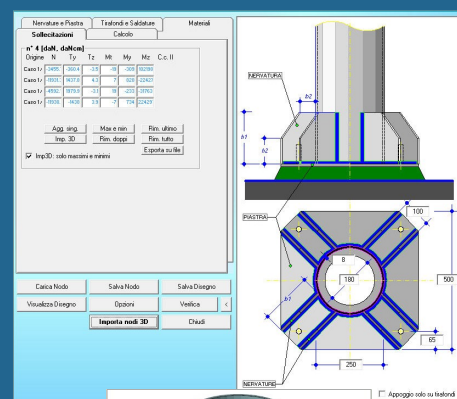 Nervature e Piastra
Tiralondi e Saldature
Materiali
Sollecitazioni
Calcolo
n° 4 [daN, daNcm]
Origine N Ty Tz Mt My Mz C.c. II
Caso 1
Caso 1
Caso 1
Caso 1
Agg. sing.
Max e min
Rim. ultimo
Imp. 3D
Rim. doppi
Rim. tutto
Esporta su file
Imp3D : solo massimi e minimi
Carica Nodo
Salva Nodo
Salva Disegno
Visualizza Disegno
Opzioni
Verifica
<
Importa nodi 3D
Chiudi
NERVATURA
b2
b1
b2
PIASTRA
100
8
180
500
b1
65
250
NERVATURE
Appoggio solo su tirafondi